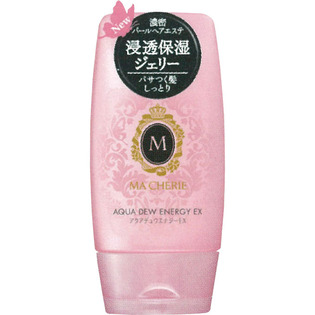 New
濃密
パールヘアエステ
浸透保湿
ジェリー
パサつく髪
しっとり
M
MA CHERIE
AQUA DEW ENERGY EX
アクアデュウエナジーEX